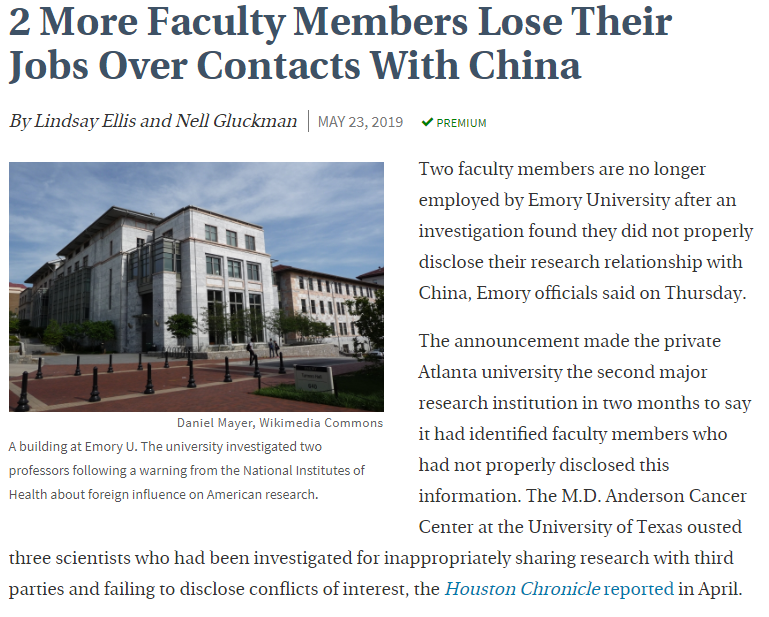 2 More Faculty Members Lose Their
Jobs Over Contacts With China
By Lindsay Ellis and Nell Gluckman | MAY 23, 2019 ✔ PREMIUM
Two faculty members are no longer
employed by Emory University after an
investigation found they did not properly
disclose their research relationship with
China, Emory officials said on Thursday.
The announcement made the private
Atlanta university the second major
research institution in two months to say
it had identified faculty members who
had not properly disclosed this
information. The M.D. Anderson Cancer
Center at the University of Texas ousted
three scientists who had been investigated for inappropriately sharing research with third
parties and failing to disclose conflicts of interest, the Houston Chronicle reported in April.
Daniel Mayer, Wikimedia Commons
A building at Emory U. The university investigated two
professors following a warning from the National Institutes of
Health about foreign influence on American research.